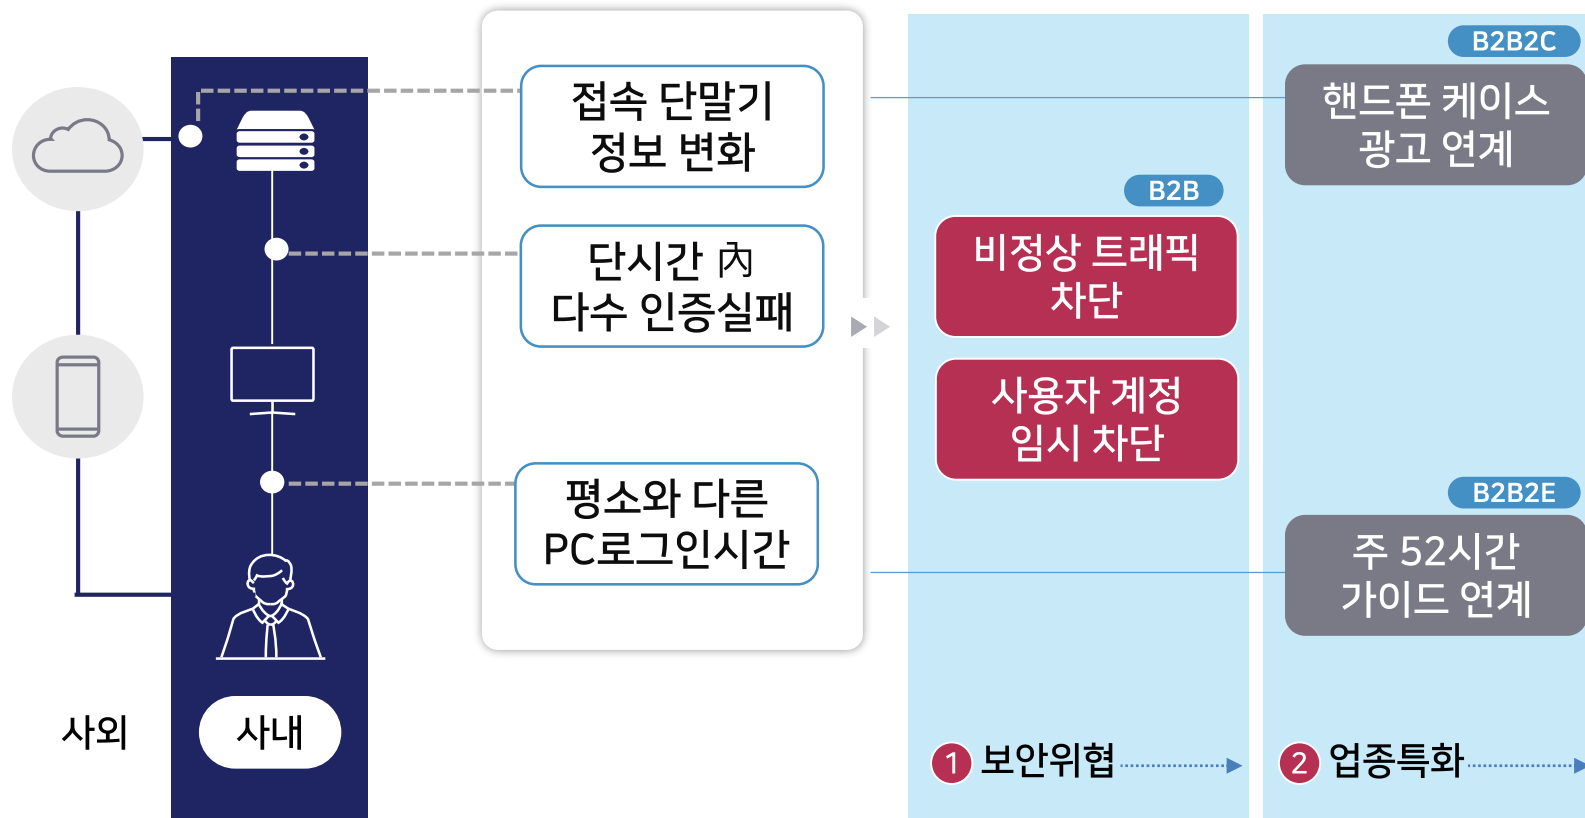 사외
사내
접속 단말기
정보 변화
단시간 內
다수 인증실패
평소와 다른
PC로그인시간
B2B
비정상 트래픽
차단
사용자 계정
임시 차단
1 보안위협
B2B2C
핸드폰 케이스
광고 연계
B2B2E
주 52시간
가이드 연계
2 업종특화